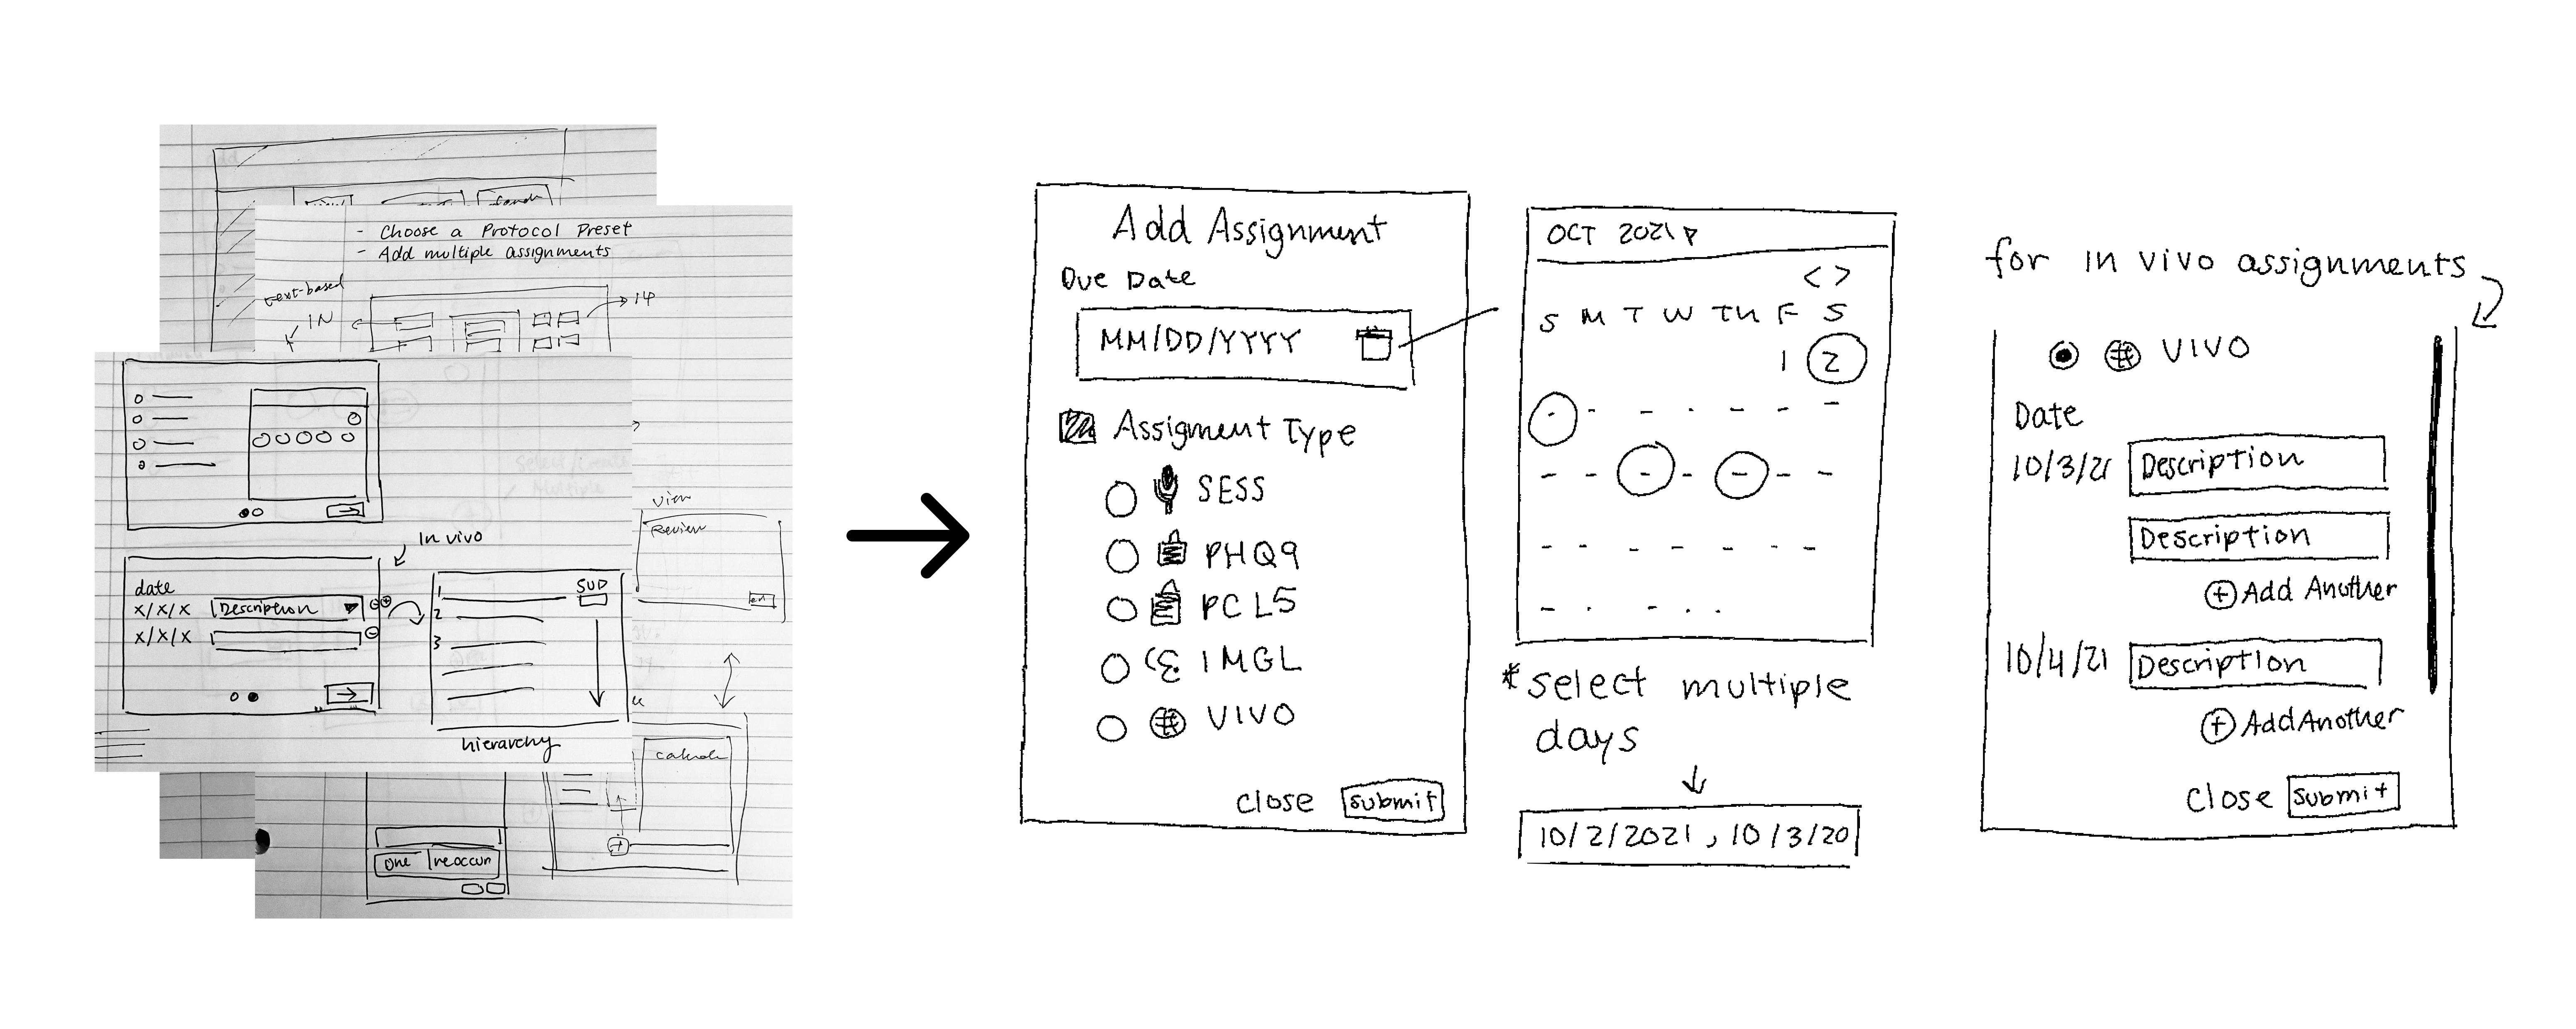 - Choose a Protocol Preset
- Add multiple assignments
text-based
IN
14
View
Review
In vivo
date
x/x/x Description
x/x/x
1
2
3
SUD
hierarchy
One reoccur
Add Assignment
Due Date
MM/DD/YYYY
Assigment Type
SESS
PHQ9
PCL5
IMGL
VIVO
close submit
OCT 2021
< >
S M T W TH F S
1 2
*select multiple
days
10/2/2021, 10/3/20
for in vivo assignments
VIVO
Date
10/3/21 Description
Description
+ Add Another
10/4/21 Description
+ Add Another
Close submit